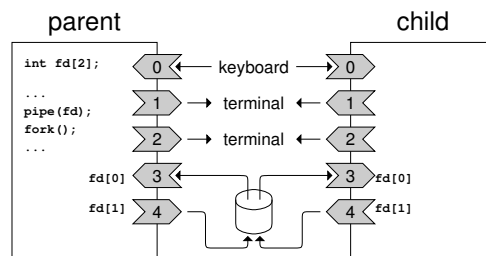 parent child
int fd[2];
0 keyboard 0
...
1 terminal 1
pipe(fd);
fork();
2 terminal 2
...
fd[0] 3 3 fd[0]
fd[1] 4 4 fd[1]